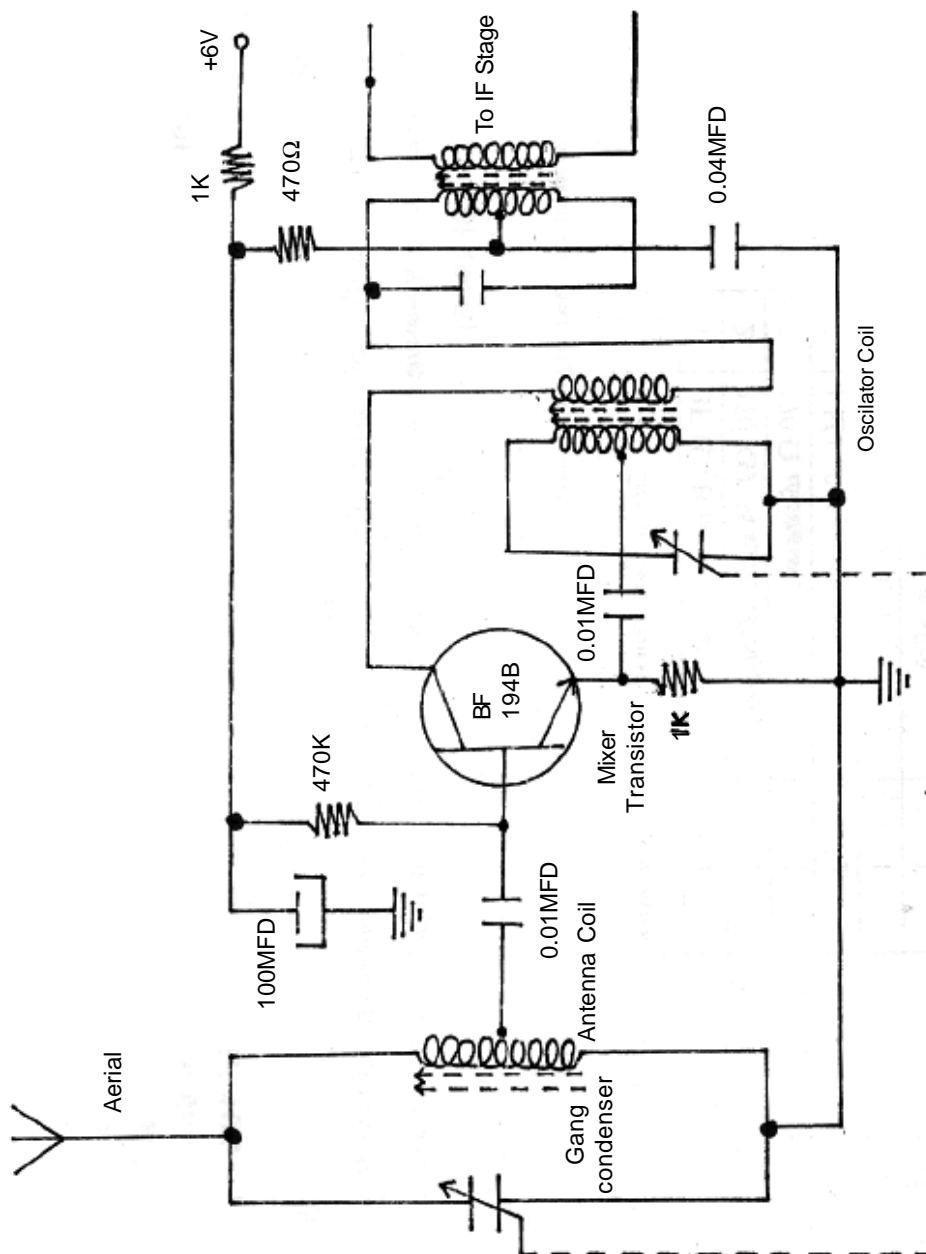 Aerial
100MFD
470K
1K
+6V
470Ω
To IF Stage
0.01MFD
Antenna Coil
Gang
condenser
BF
194B
Mixer
Transistor
1K
0.01MFD
0.04MFD
Oscilator Coil